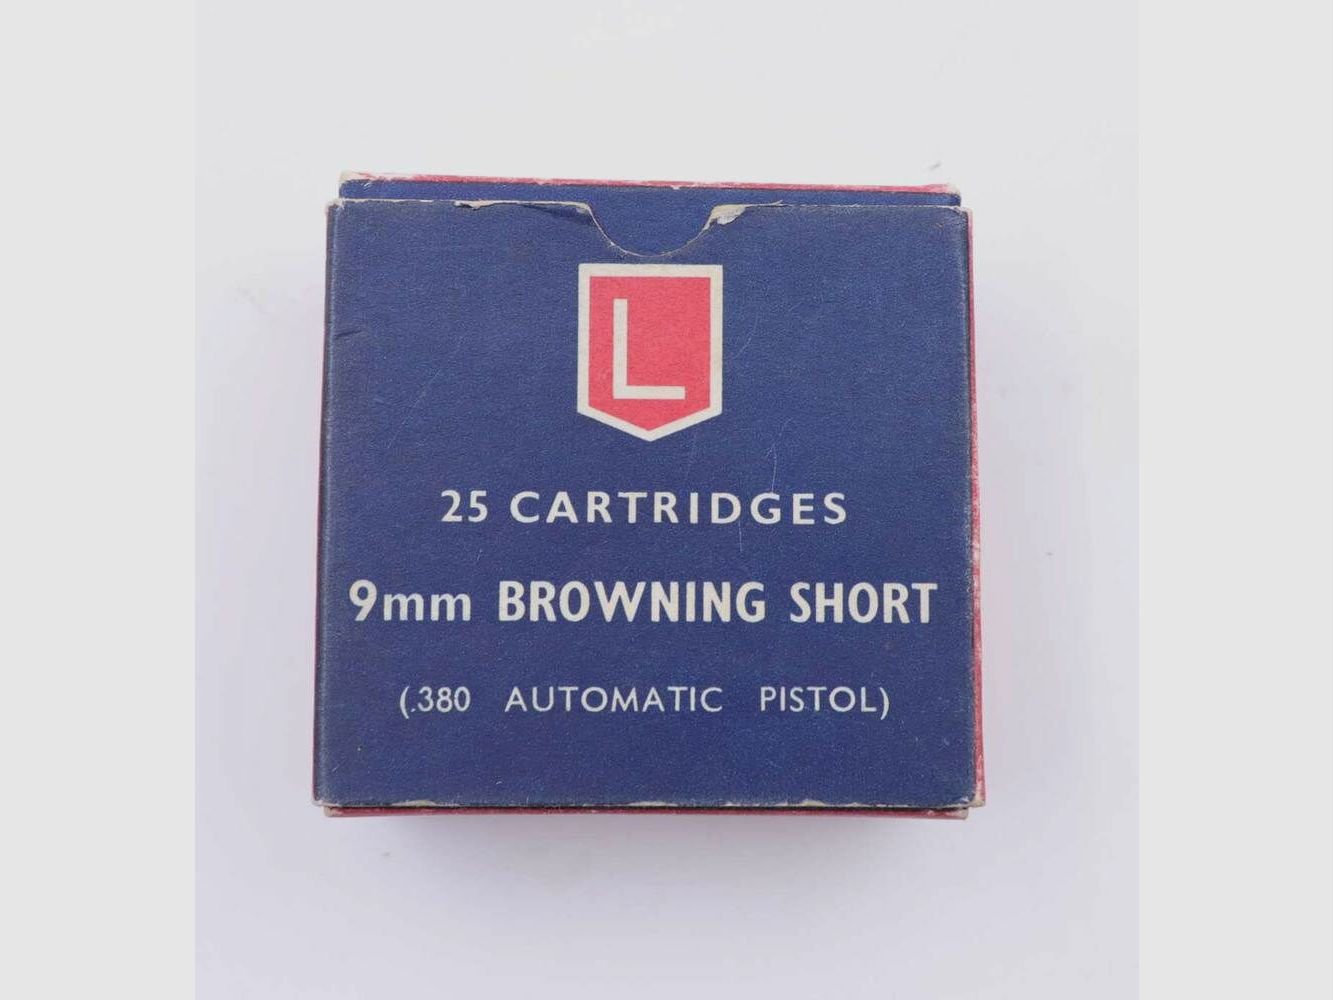 L
25 CARTRIDGES
9mm BROWNING SHORT
(.380 AUTOMATIC PISTOL)